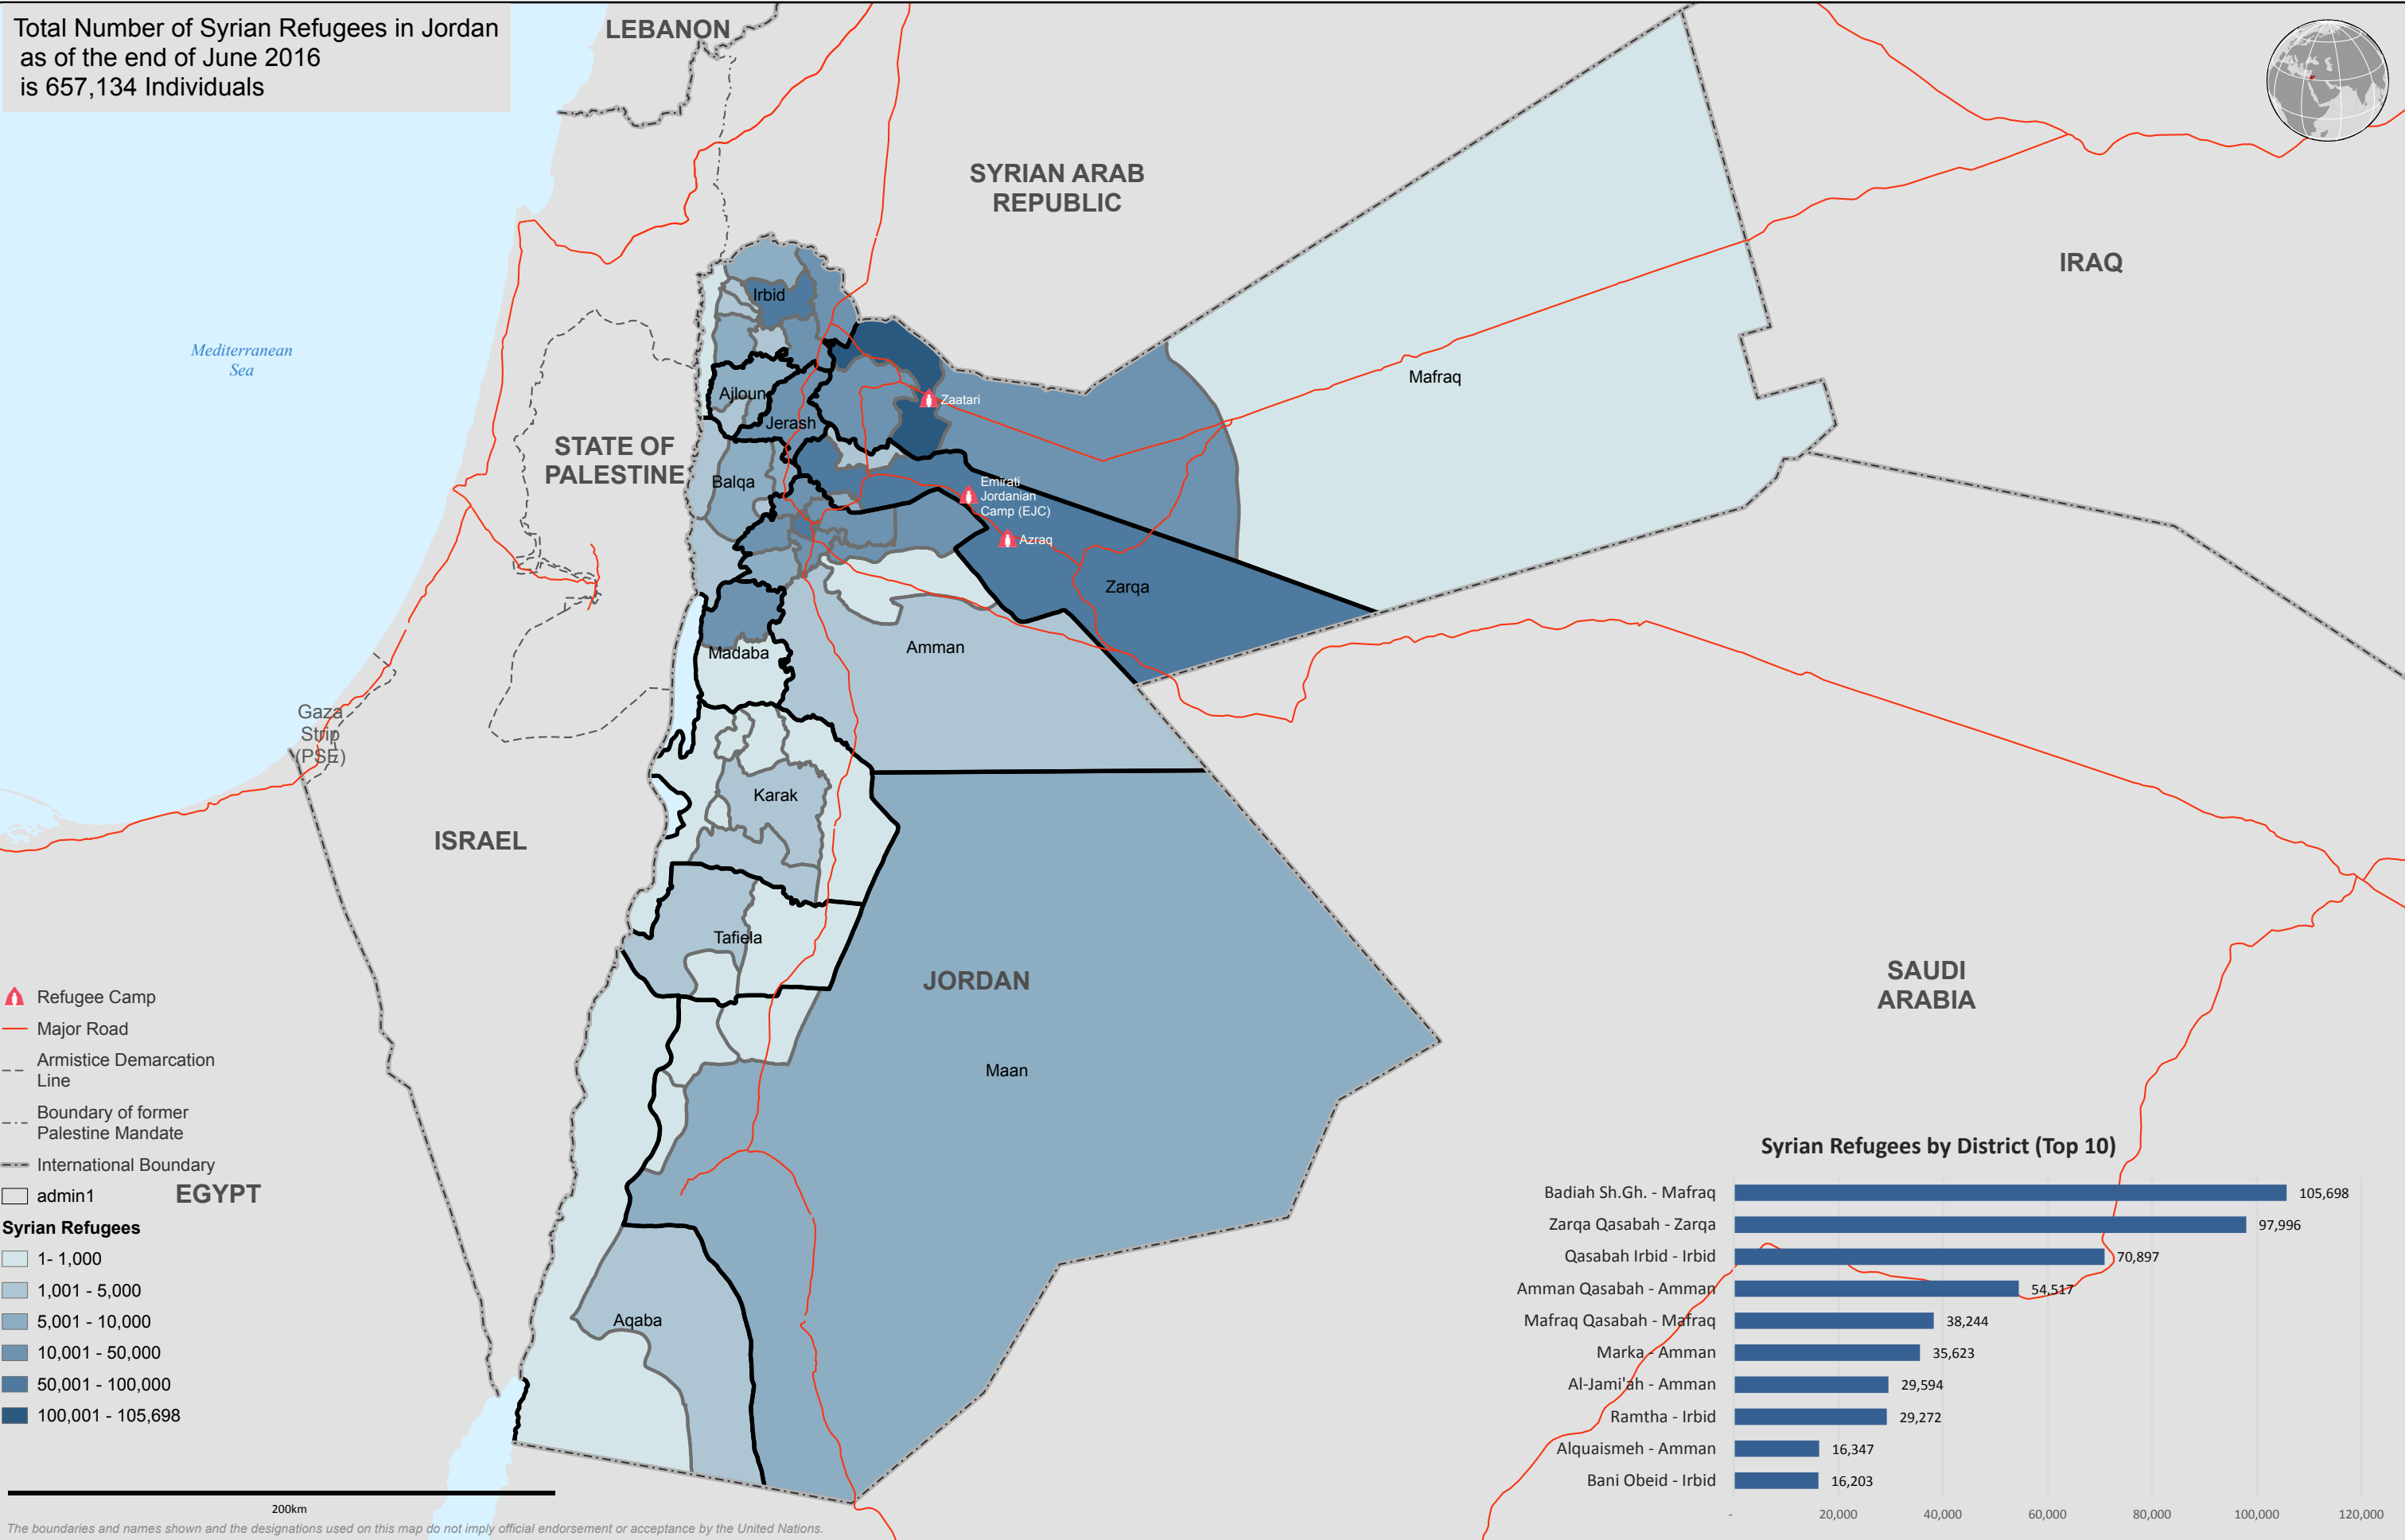 Total Number of Syrian Refugees in Jordan
as of the end of June 2016
is 657,134 Individuals
LEBANON
SYRIAN ARAB
REPUBLIC
IRAQ
Mediterranean
Sea
Irbid
Mafraq
Ajloun
Zaatari
Jerash
STATE OF
PALESTINE
Balqa
Emirati
Jordanian
Camp (EJC)
Azraq
Zarqa
Amman
Madaba
Gaza
Strip
(PSE)
Karak
ISRAEL
Tafiela
JORDAN
SAUDI
ARABIA
Maan
Aqaba
EGYPT
Refugee Camp
Major Road
Armistice Demarcation
Line
Boundary of former
Palestine Mandate
International Boundary
admin1
Syrian Refugees
1- 1,000
1,001 - 5,000
5,001 - 10,000
10,001 - 50,000
50,001 - 100,000
100,001 - 105,698
200km
The boundaries and names shown and the designations used on this map do not imply official endorsement or acceptance by the United Nations.
Syrian Refugees by District (Top 10)
Badiah Sh.Gh. - Mafraq 105,698
Zarqa Qasabah - Zarqa 97,996
Qasabah Irbid - Irbid 70,897
Amman Qasabah - Amman 54,517
Mafraq Qasabah - Mafraq 38,244
Marka - Amman 35,623
Al-Jami'ah - Amman 29,594
Ramtha - Irbid 29,272
Alquaismeh - Amman 16,347
Bani Obeid - Irbid 16,203
- 20,000 40,000 60,000 80,000 100,000 120,000